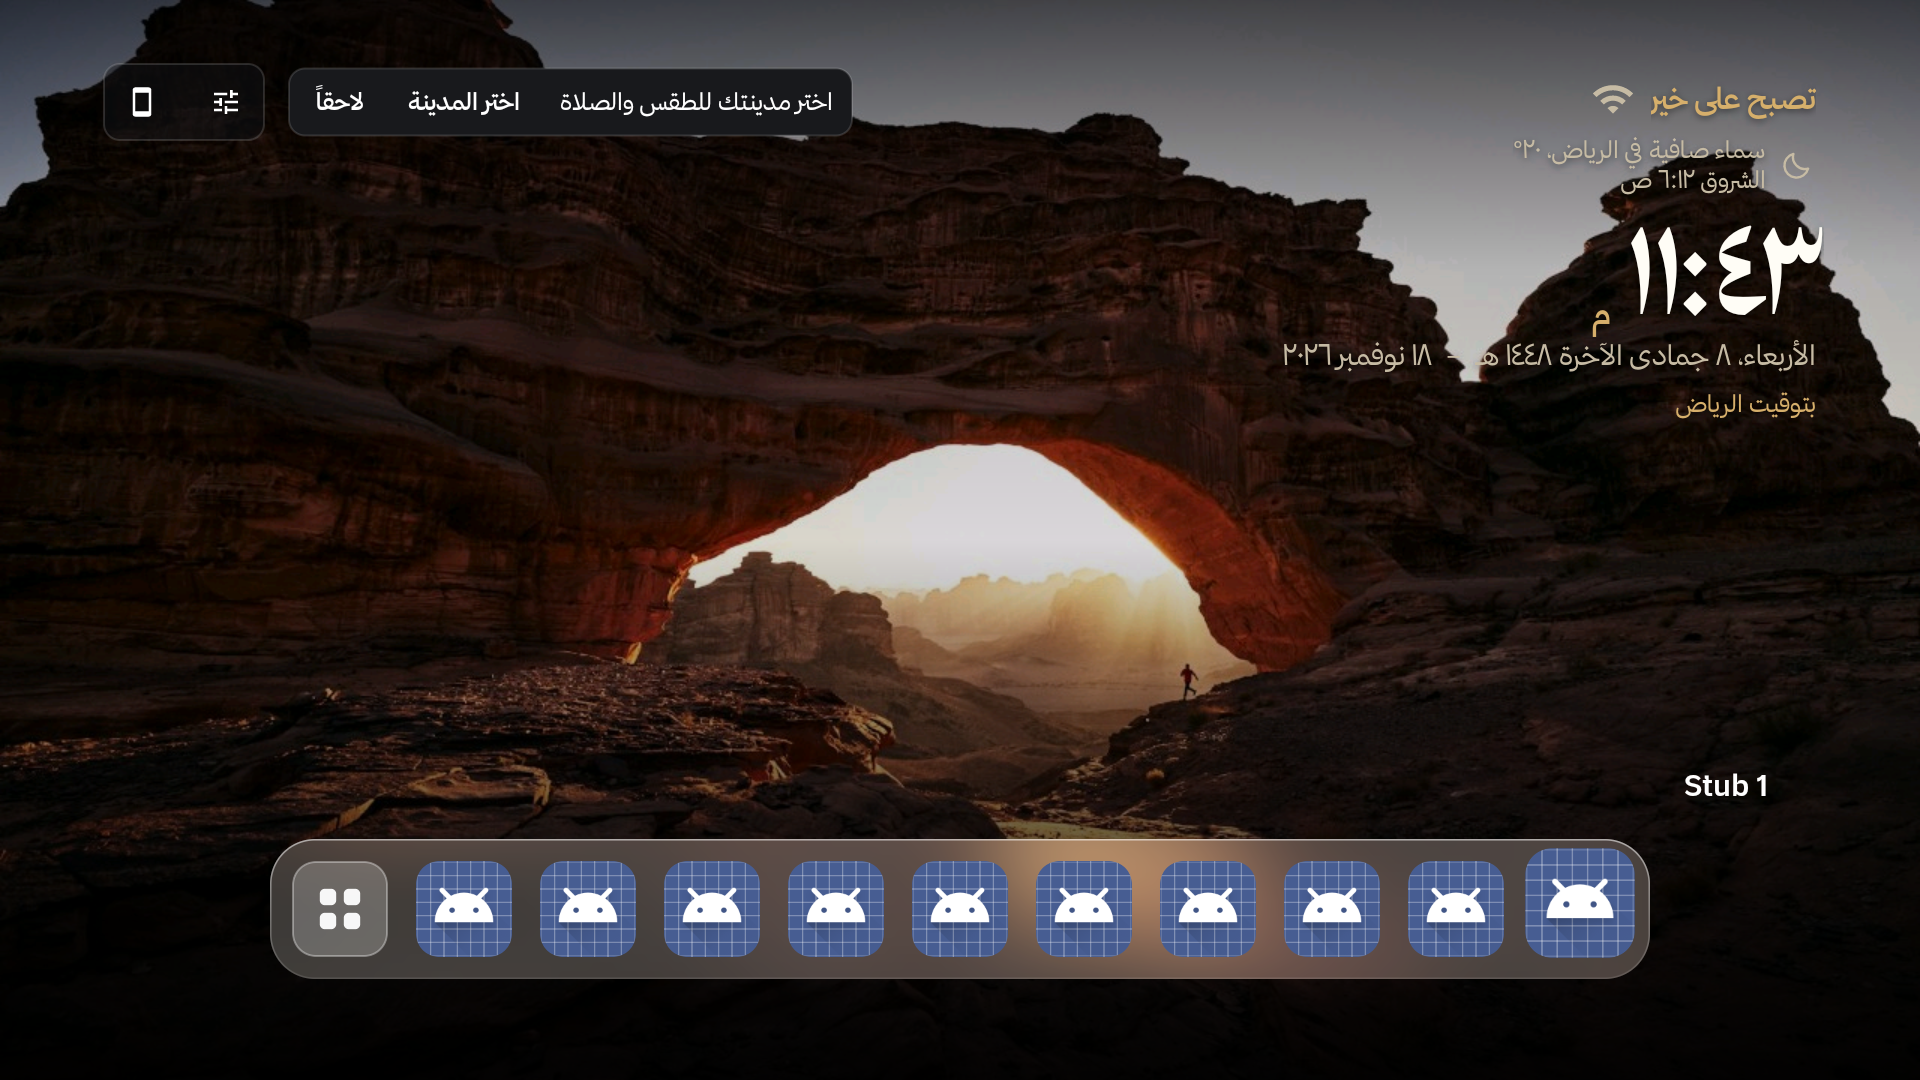 تصبح على خير
سماء صافية في الرياض، ٢٠°
الشروق ٦:١٢ ص
١١:٤٣ م
الأربعاء، ٨ جمادى الآخرة ١٤٤٨ هـ – ١٨ نوفمبر ٢٠٢٦
بتوقيت الرياض
اختر مدينتك للطقس والصلاة اختر المدينة لاحقاً
Stub 1